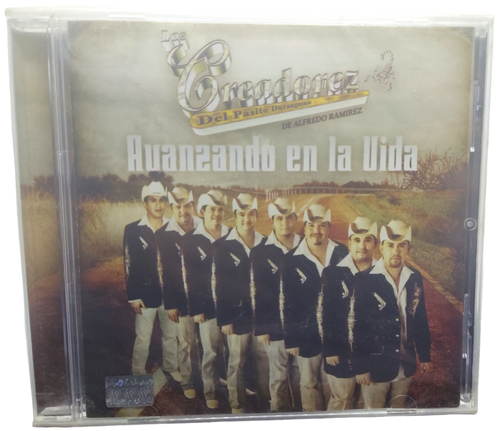 Los
Creadorez
Del Pasito Duranguense
DE ALFREDO RAMIREZ
Avanzando en la Vida